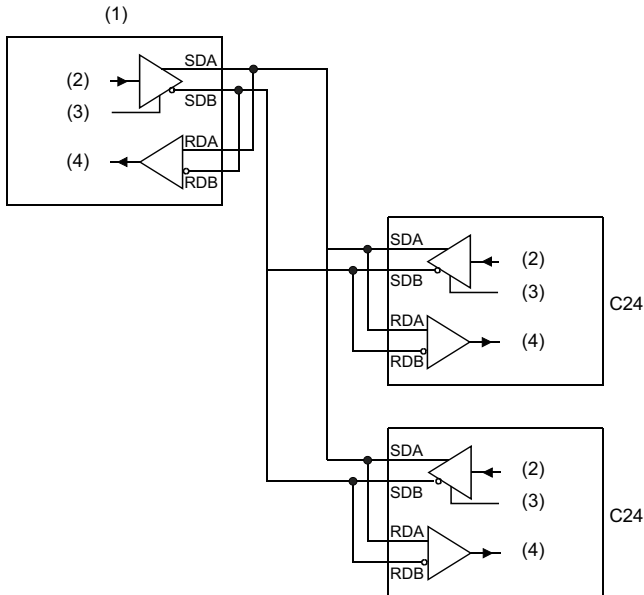 (1)
SDA
(2)
SDB
(3)
RDA
(4)
RDB
SDA
(2)
SDB
(3)
C24
RDA
(4)
RDB
SDA
(2)
SDB
(3)
C24
RDA
(4)
RDB